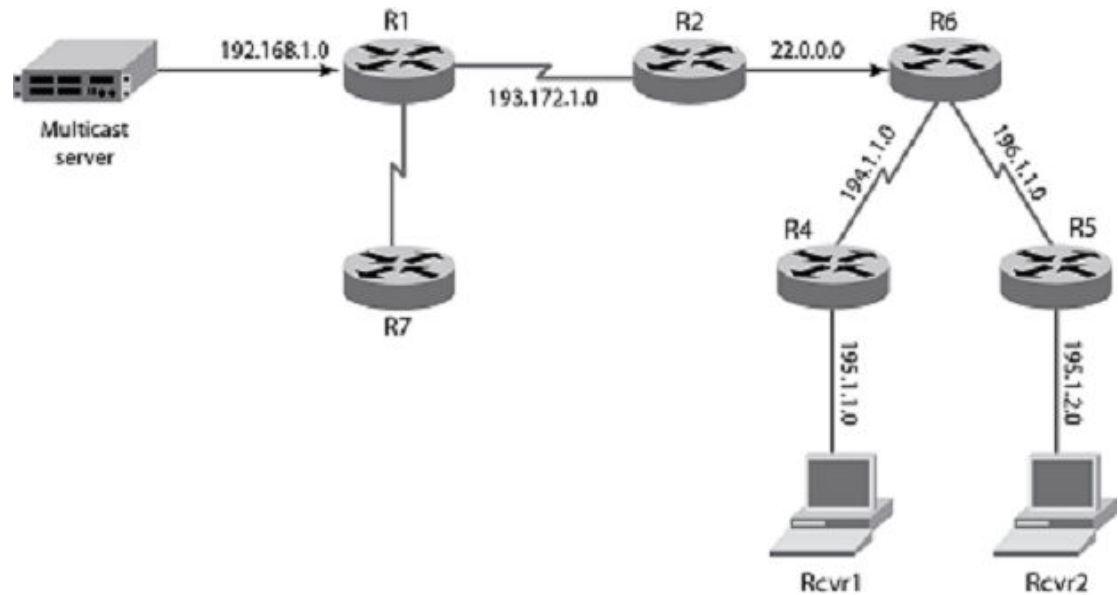 R1
R2
R6
192.168.1.0
22.0.0.0
193.172.1.0
Multicast
server
194.1.1.0
196.1.1.0
R4
R5
R7
195.1.1.0
195.1.2.0
Rcvr1
Rcvr2